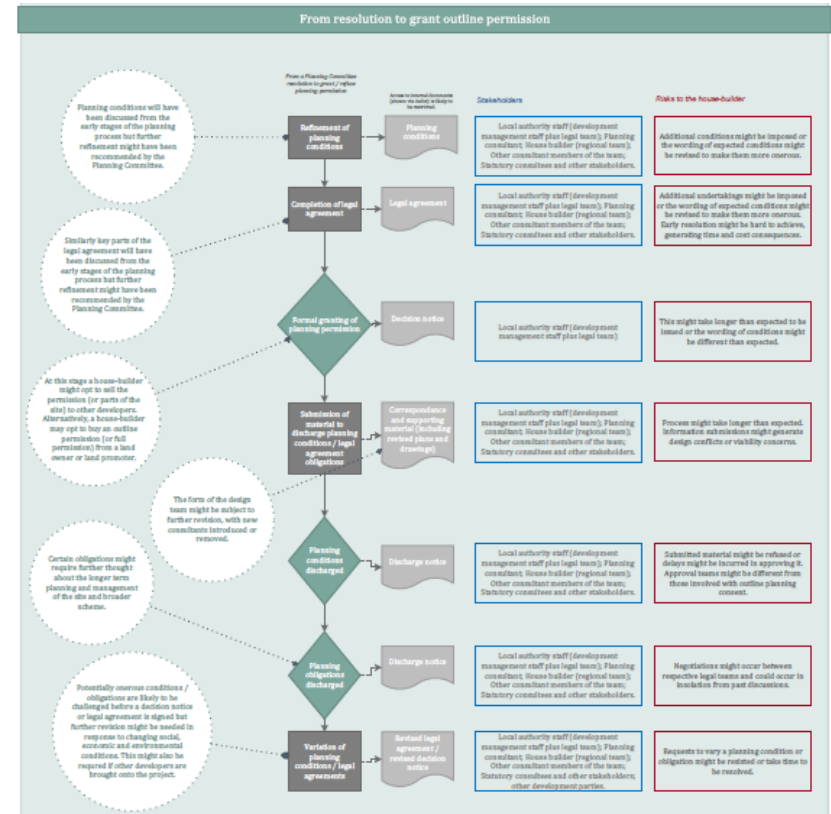 From resolution to grant outline permission
From a Planning Committee
resolution to grant / refuse
planning permission
Access to internal documents
(shown via italics) is likely to
be restricted.
Stakeholders
Risks to the house-builder
Planning conditions will have
been discussed from the
early stages of the planning
process but further
refinement might have been
recommended by the
Planning Committee.
Refinement of
planning
conditions
Planning
conditions
Local authority staff (development
management staff plus legal team); Planning
consultant; House builder (regional team);
Other consultant members of the team;
Statutory consultees and other stakeholders.
Additional conditions might be imposed or
the wording of expected conditions might
be revised to make them more onerous.
Completion of legal
agreement
Legal agreement
Local authority staff (development
management staff plus legal team); Planning
consultant; House builder (regional team);
Other consultant members of the team;
Statutory consultees and other stakeholders.
Additional undertakings might be imposed
or the wording of expected conditions might
be revised to make them more onerous.
Early resolution might be hard to achieve,
generating time and cost consequences.
Similarly key parts of the
legal agreement will have
been discussed from the
early stages of the planning
process but further
refinement might have been
recommended by the
Planning Committee.
Formal granting of
planning permission
Decision notice
Local authority staff (development
management staff plus legal team)
This might take longer than expected to be
issued or the wording of conditions might
be different than expected.
At this stage a house-builder
might opt to sell the
permission (or parts of the
site) to other developers.
Alternatively, a house-builder
may opt to buy an outline
permission (or full
permission) from a land
owner or land promoter.
Submission of
material to
discharge planning
conditions / legal
agreement
obligations
Correspondance
and supporting
material (including
revised plans and
drawings)
Local authority staff (development
management staff plus legal team); Planning
consultant; House builder (regional team);
Other consultant members of the team;
Statutory consultees and other stakeholders.
Process might take longer than expected.
Information submissions might generate
design conflicts or viability concerns.
The form of the design
team might be subject to
further revision, with new
consultants introduced or
removed.
Certain obligations might
require further thought
about the longer term
planning and management
of the site and broader
scheme.
Planning
conditions
discharged
Discharge notice
Local authority staff (development
management staff plus legal team); Planning
consultant; House builder (regional team);
Other consultant members of the team;
Statutory consultees and other stakeholders.
Submitted material might be refused or
delays might be incurred in approving it.
Approval teams might be different from
those involved with outline planning
consent.
Planning
obligations
discharged
Discharge notice
Local authority staff (development
management staff plus legal team); Planning
consultant; House builder (regional team);
Other consultant members of the team;
Statutory consultees and other stakeholders.
Negotiations might occur between
respective legal teams and could occur in
insolation from past discussions.
Potentially onerous conditions /
obligations are likely to be
challenged before a decision notice
or legal agreement is signed but
further revision might be needed in
response to changing social,
economic and environmental
conditions. This might also be
required if other developers are
brought onto the project.
Variation of
planning
conditions / legal
agreements
Revised legal
agreement /
revised decision
notice
Local authority staff (development
management staff plus legal team); Planning
consultant; House builder (regional team);
Other consultant members of the team;
Statutory consultees and other stakeholders;
other development parties.
Requests to vary a planning condition or
obligation might be resisted or take time to
be resolved.